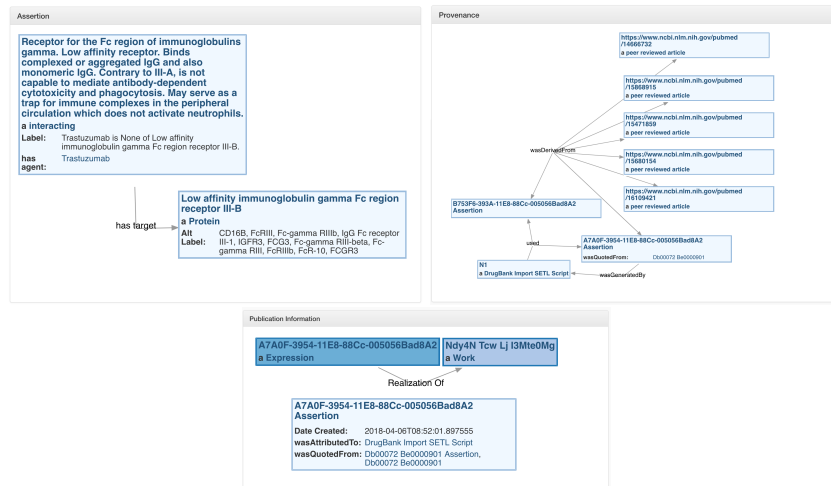 Assertion
Receptor for the Fc region of immunoglobulins
gamma. Low affinity receptor. Binds
complexed or aggregated IgG and also
monomeric IgG. Contrary to III-A, is not
capable to mediate antibody-dependent
cytotoxicity and phagocytosis. May serve as a
trap for immune complexes in the peripheral
circulation which does not activate neutrophils.
a interacting
Label: Trastuzumab is None of Low affinity
immunoglobulin gamma Fc region receptor III-B.
has Trastuzumab
agent:
has target
Low affinity immunoglobulin gamma Fc region
receptor III-B
a Protein
Alt CD16B, FcRIII, Fc-gamma RIIIb, IgG Fc receptor
Label: III-1, IGFR3, FCG3, Fc-gamma RIII-beta, Fc-
gamma RIII, FcRIIIb, FcR-10, FCGR3
Provenance
https://www.ncbi.nlm.nih.gov/pubmed
/14666732
a peer reviewed article
https://www.ncbi.nlm.nih.gov/pubmed
/15868915
a peer reviewed article
https://www.ncbi.nlm.nih.gov/pubmed
/15471859
a peer reviewed article
wasDerivedFrom
https://www.ncbi.nlm.nih.gov/pubmed
/15680154
a peer reviewed article
https://www.ncbi.nlm.nih.gov/pubmed
/16109421
a peer reviewed article
B753F6-393A-11E8-88Cc-005056Bad8A2
Assertion
used
A7A0F-3954-11E8-88Cc-005056Bad8A2
Assertion
wasQuotedFrom: Db00072 Be0000901
N1
a DrugBank Import SETL Script
wasGeneratedBy
Publication Information
A7A0F-3954-11E8-88Cc-005056Bad8A2
a Expression
Ndy4N Tcw Lj I3Mte0Mg
a Work
Realization Of
A7A0F-3954-11E8-88Cc-005056Bad8A2
Assertion
Date Created: 2018-04-06T08:52:01.897555
wasAttributedTo: DrugBank Import SETL Script
wasQuotedFrom: Db00072 Be0000901 Assertion,
Db00072 Be0000901